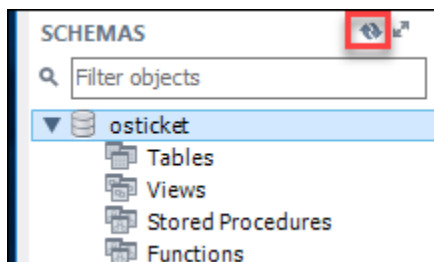 SCHEMAS
Filter objects
osticket
Tables
Views
Stored Procedures
Functions